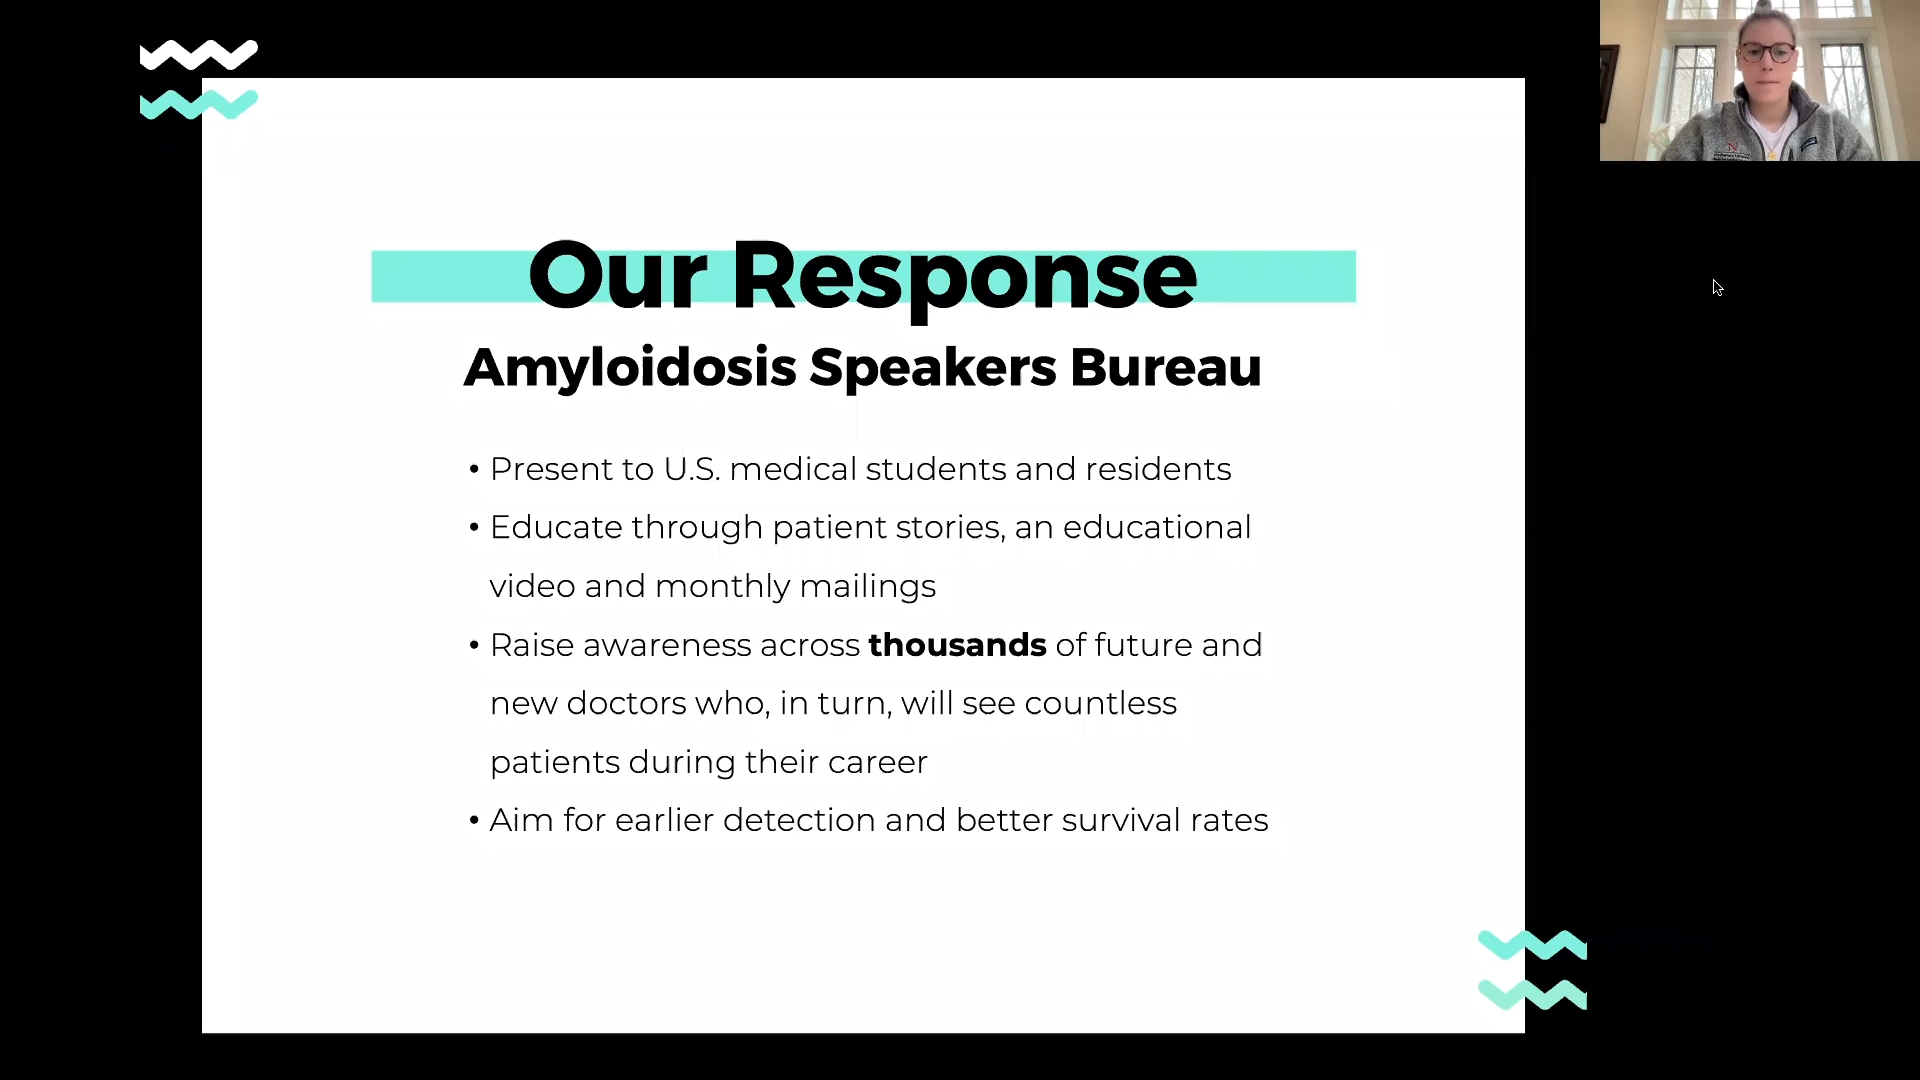 Our Response
Amyloidosis Speakers Bureau
• Present to U.S. medical students and residents
• Educate through patient stories, an educational
video and monthly mailings
• Raise awareness across thousands of future and
new doctors who, in turn, will see countless
patients during their career
• Aim for earlier detection and better survival rates
N